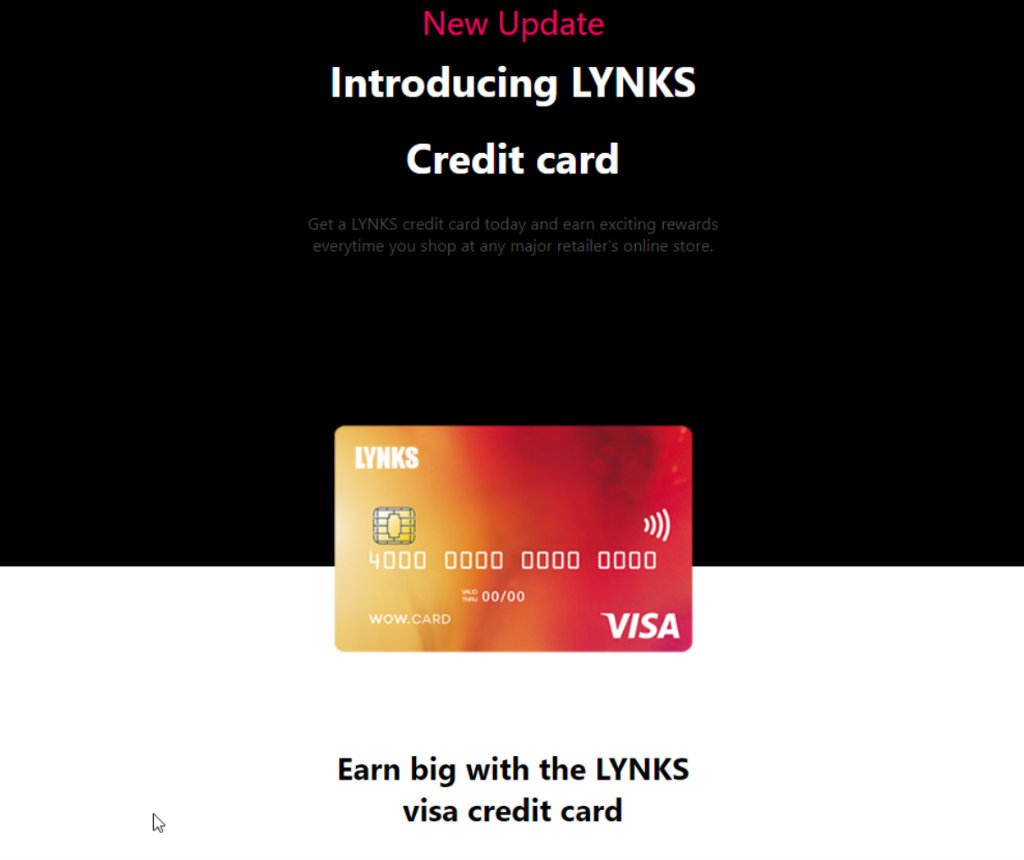 New Update
Introducing LYNKS
Credit card
Get a LYNKS credit card today and earn exciting rewards
everytime you shop at any major retailer's online store.
LYNKS
4000 0000 0000 0000
VALID
THRU 00/00
WOW.CARD
VISA
Earn big with the LYNKS
visa credit card